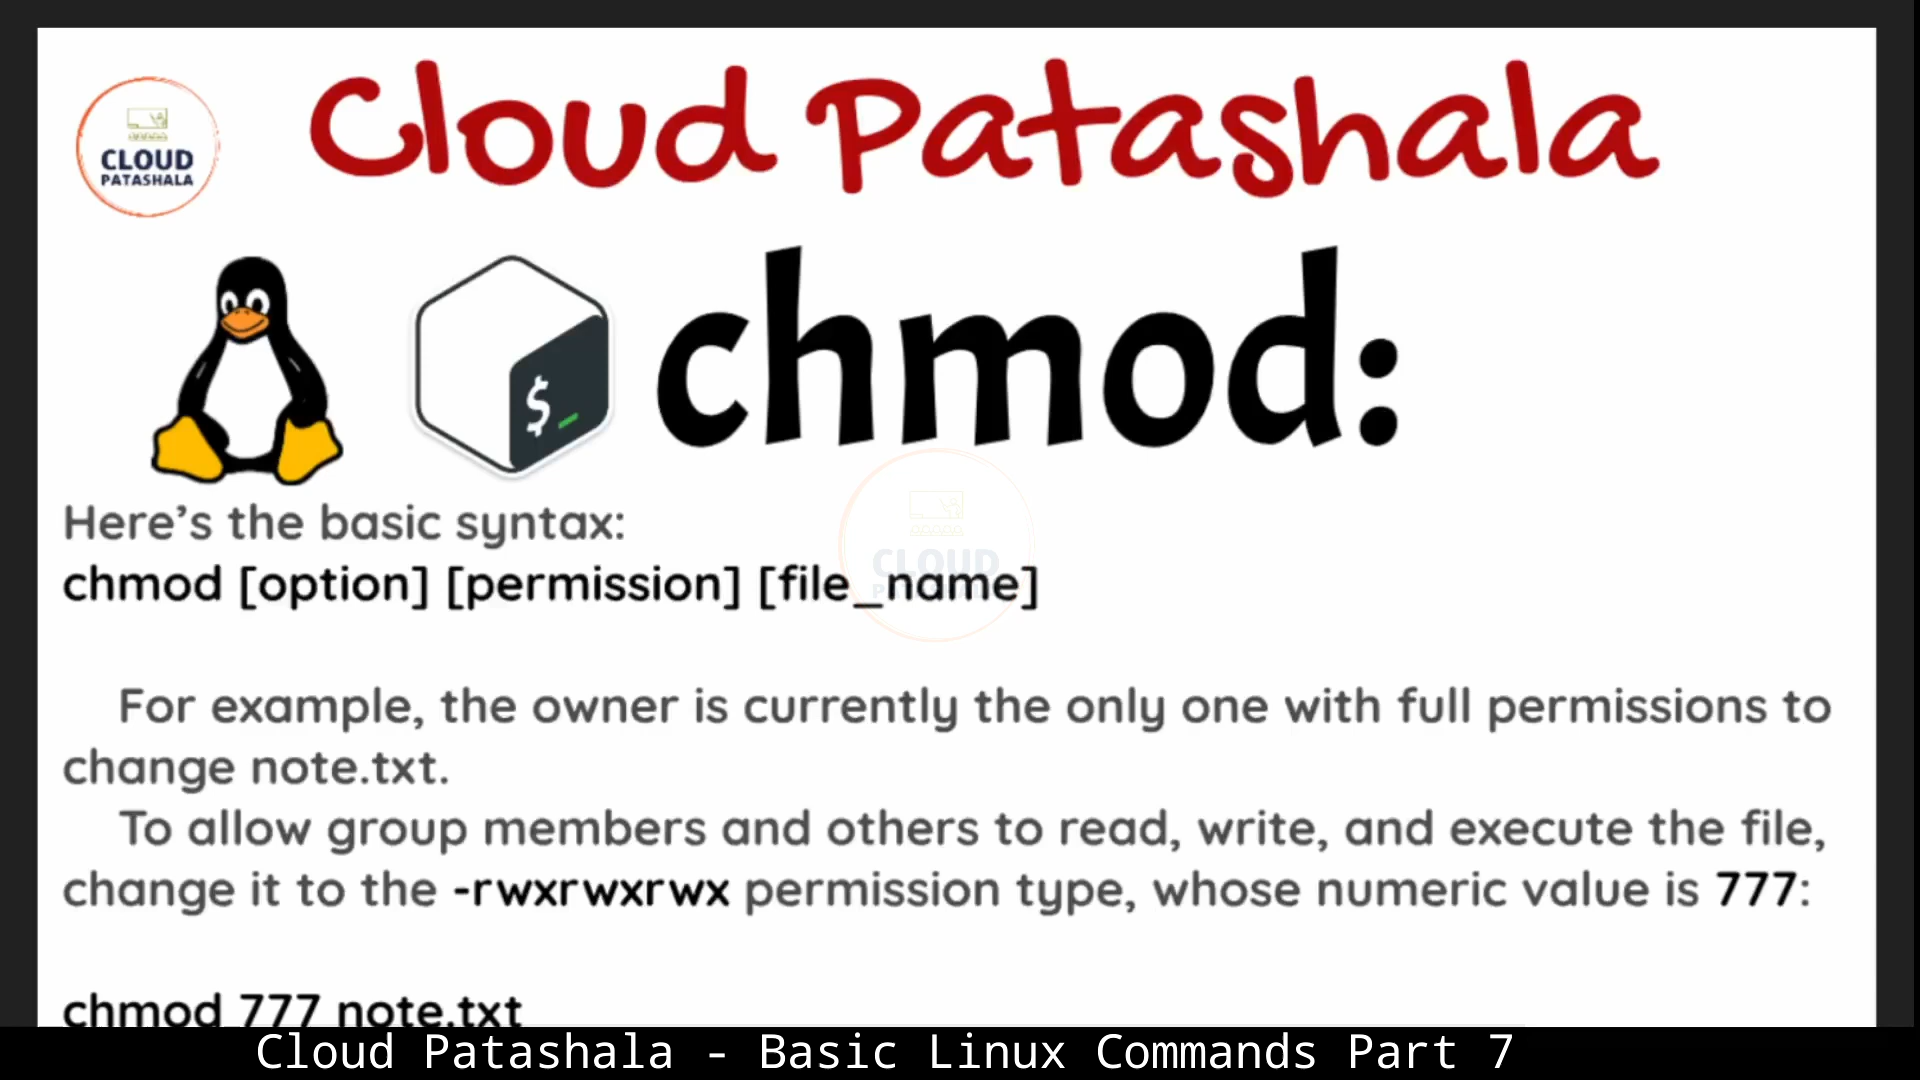 Cloud Patashala
CLOUD
PATASHALA
$_
chmod:
Here’s the basic syntax:
chmod [option] [permission] [file_name]
CLOUD
PATASHALA
For example, the owner is currently the only one with full permissions to
change note.txt.
To allow group members and others to read, write, and execute the file,
change it to the -rwxrwxrwx permission type, whose numeric value is 777:
chmod 777 note.txt
Cloud Patashala - Basic Linux Commands Part 7